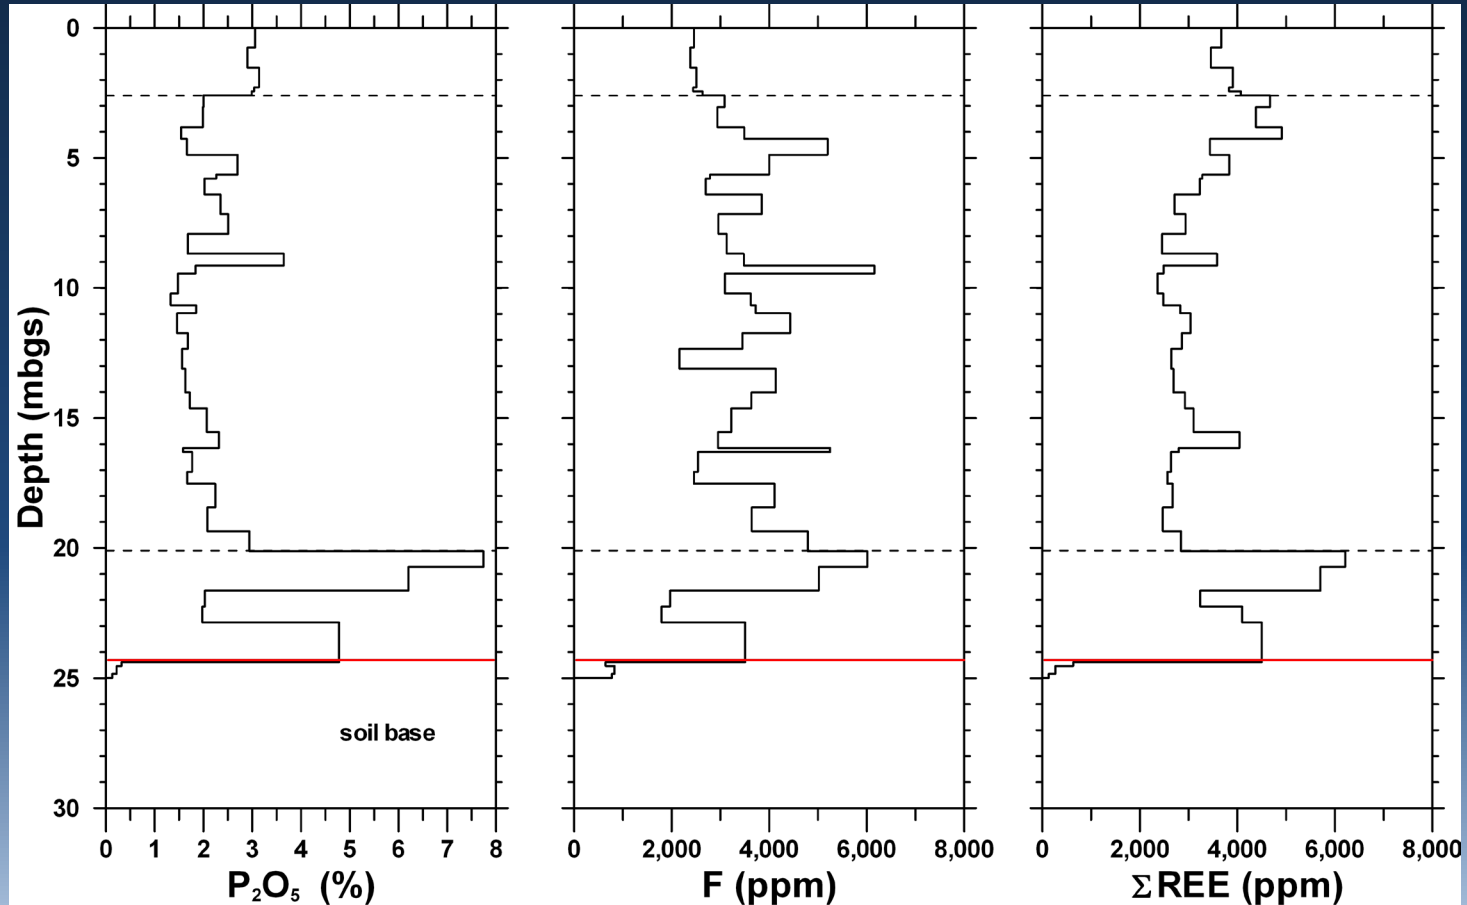 0
5
10
15
20
25
30
Depth (mbgs)
soil base
0 1 2 3 4 5 6 7 8
P₂O₅ (%)
0 2,000 4,000 6,000 8,000
F (ppm)
0 2,000 4,000 6,000 8,000
Σ REE (ppm)